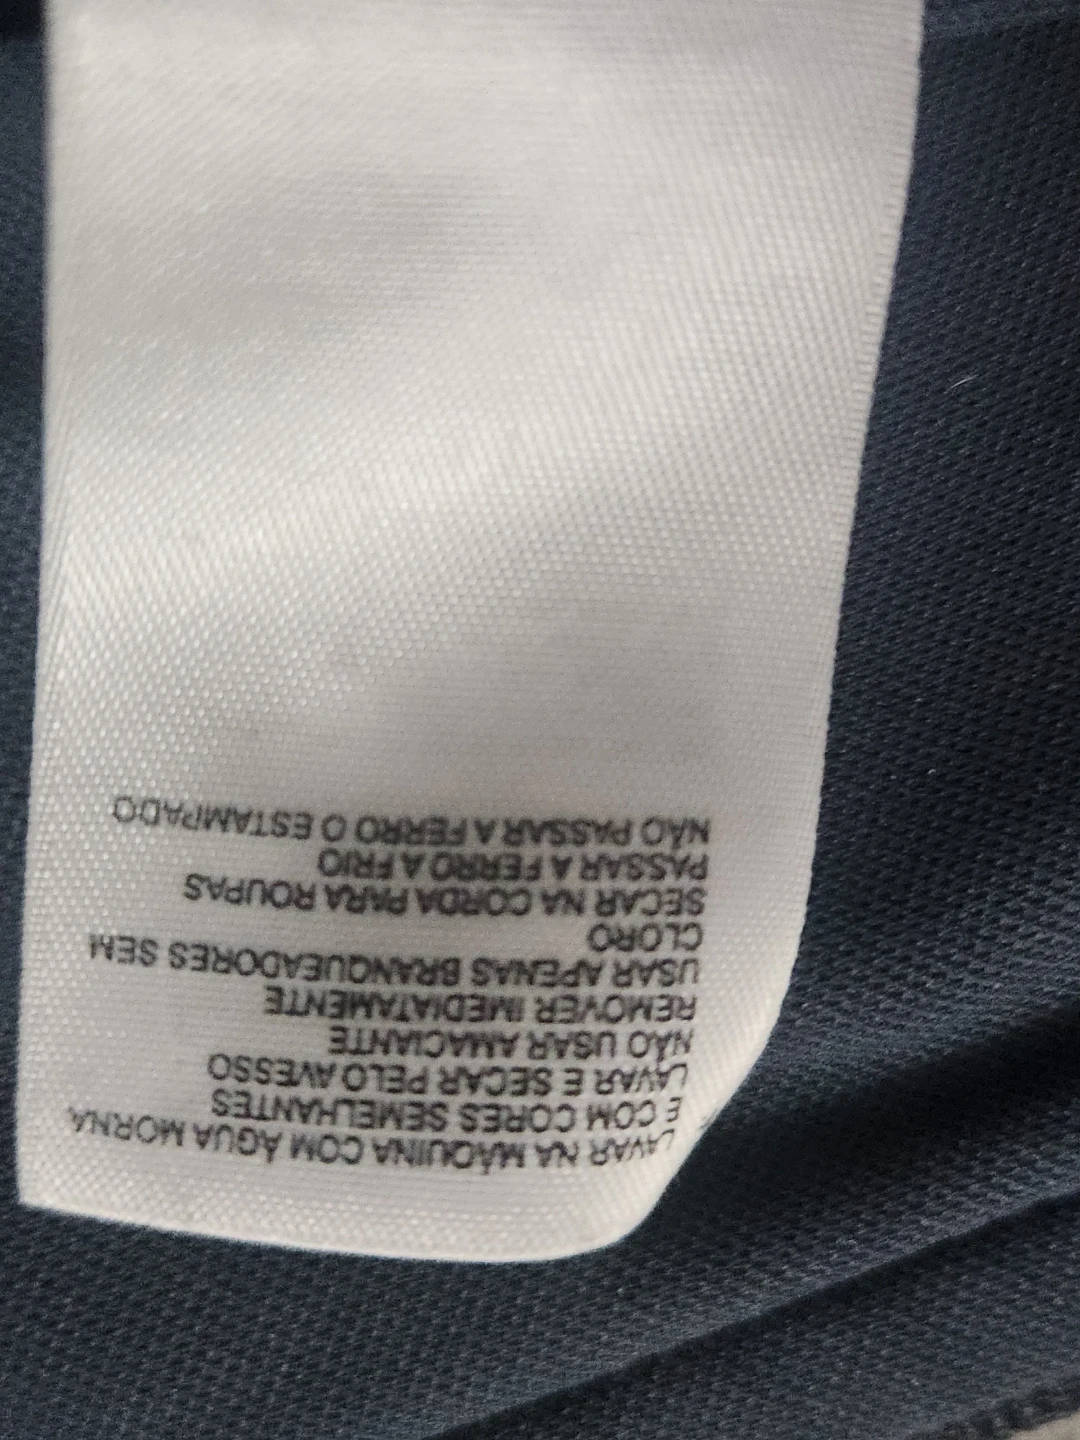 LAVAR NA MÁQUINA COM ÁGUA MORNA
E COM CORES SEMELHANTES
LAVAR E SECAR PELO AVESSO
NÃO USAR AMACIANTE
REMOVER IMEDIATAMENTE
USAR APENAS BRANQUEADORES SEM
CLORO
SECAR NA CORDA PARA ROUPAS
PASSAR A FERRO A FRIO
NÃO PASSAR A FERRO O ESTAMPADO